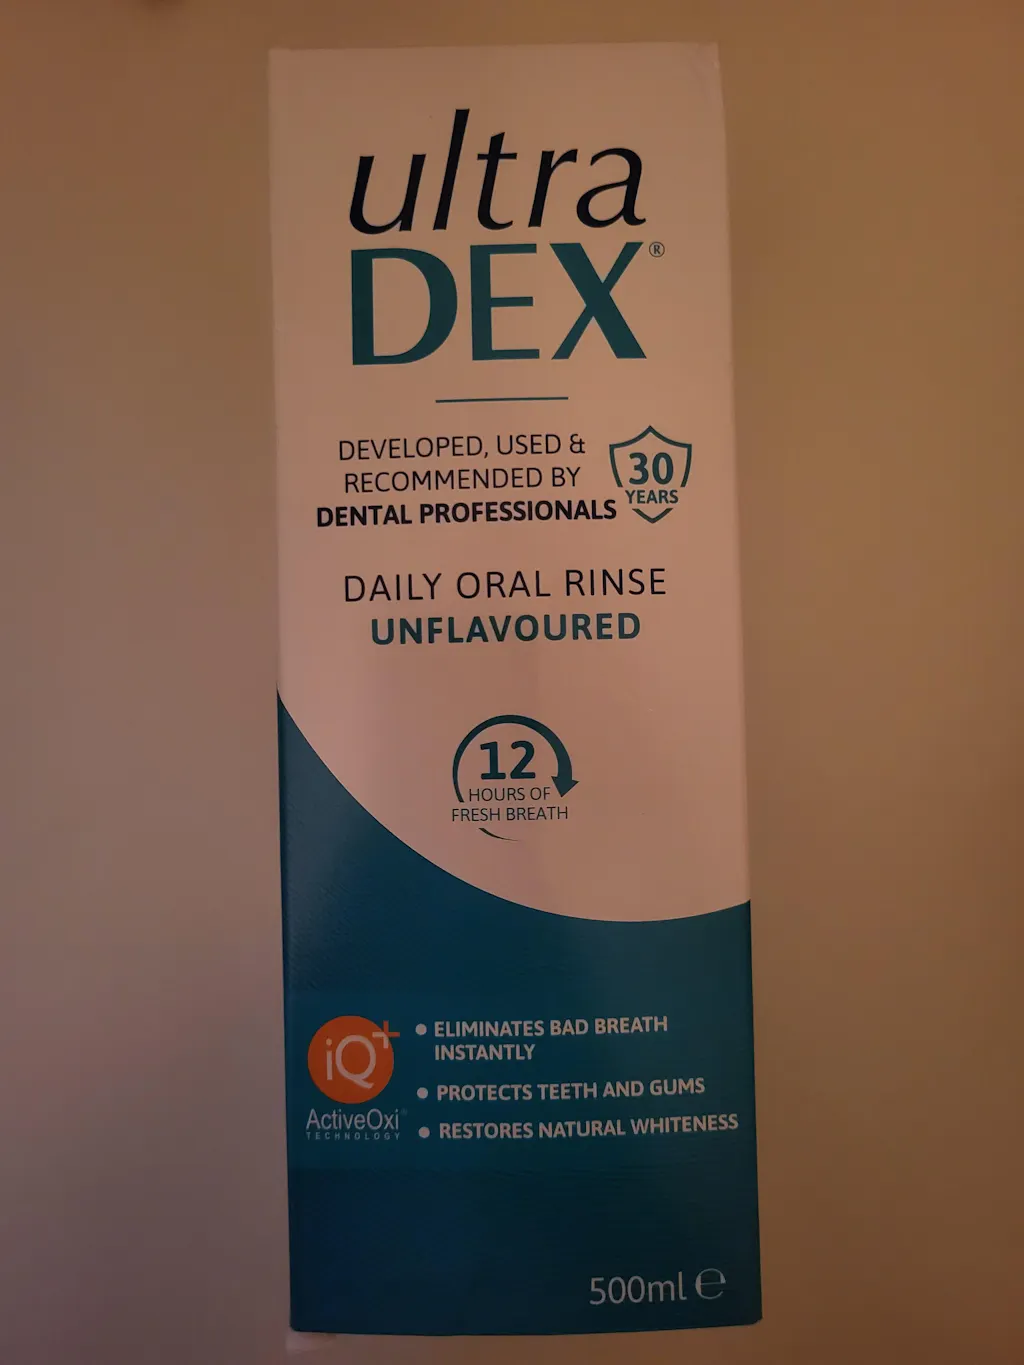 ultra
DEX®
DEVELOPED, USED &
RECOMMENDED BY
DENTAL PROFESSIONALS
30
YEARS
DAILY ORAL RINSE
UNFLAVOURED
12
HOURS OF
FRESH BREATH
iQ+
ActiveOxi
TECHNOLOGY
• ELIMINATES BAD BREATH
INSTANTLY
• PROTECTS TEETH AND GUMS
• RESTORES NATURAL WHITENESS
500ml ℮